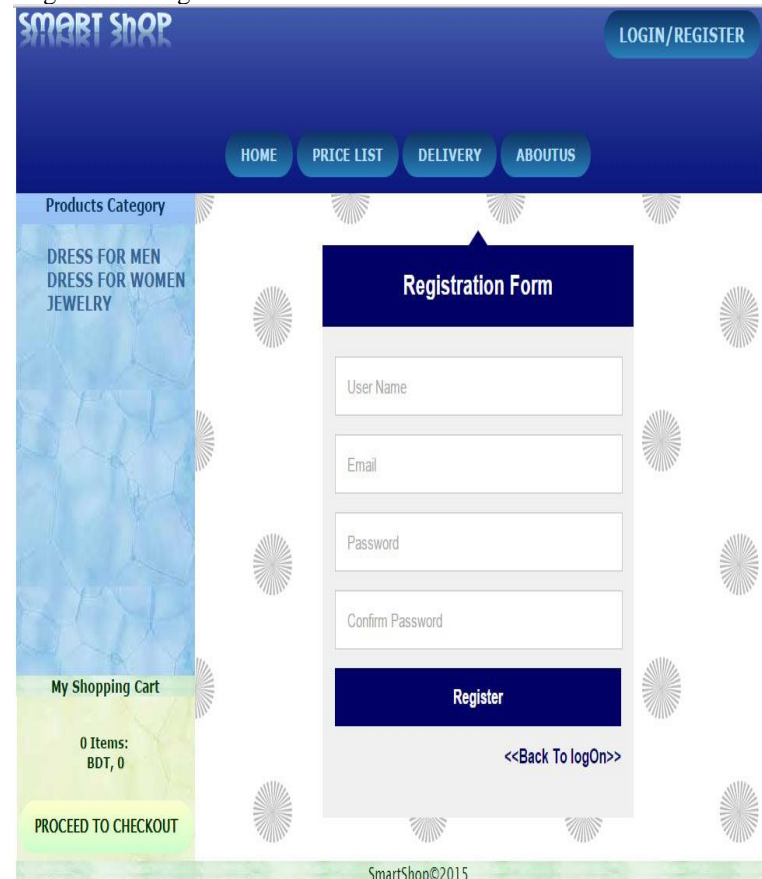 SMART ShOP
LOGIN/REGISTER
HOME
PRICE LIST
DELIVERY
ABOUTUS
Products Category
DRESS FOR MEN
DRESS FOR WOMEN
JEWELRY
Registration Form
User Name
Email
Password
Confirm Password
Register
<<Back To logOn>>
My Shopping Cart
0 Items:
BDT, 0
PROCEED TO CHECKOUT
SmartShop©2015